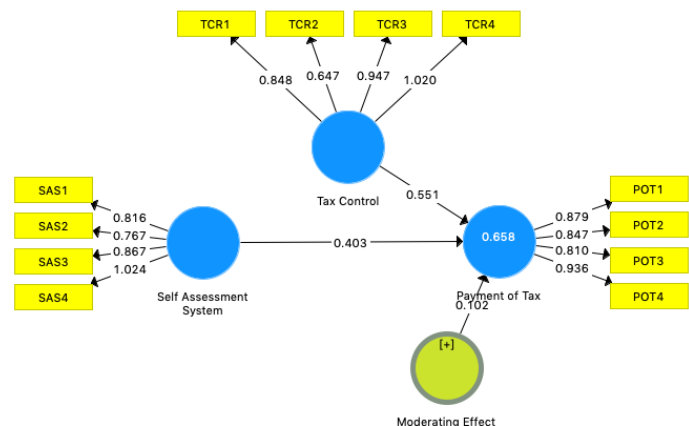 TCR1 TCR2 TCR3 TCR4
0.848 0.647 0.947 1.020
Tax Control
0.551
SAS1
SAS2
SAS3
SAS4
0.816
0.767
0.867
1.024
Self Assessment
System
0.403
0.658
Payment of Tax
0.879
0.847
0.810
0.936
POT1
POT2
POT3
POT4
0.102
[+]
Moderating Effect